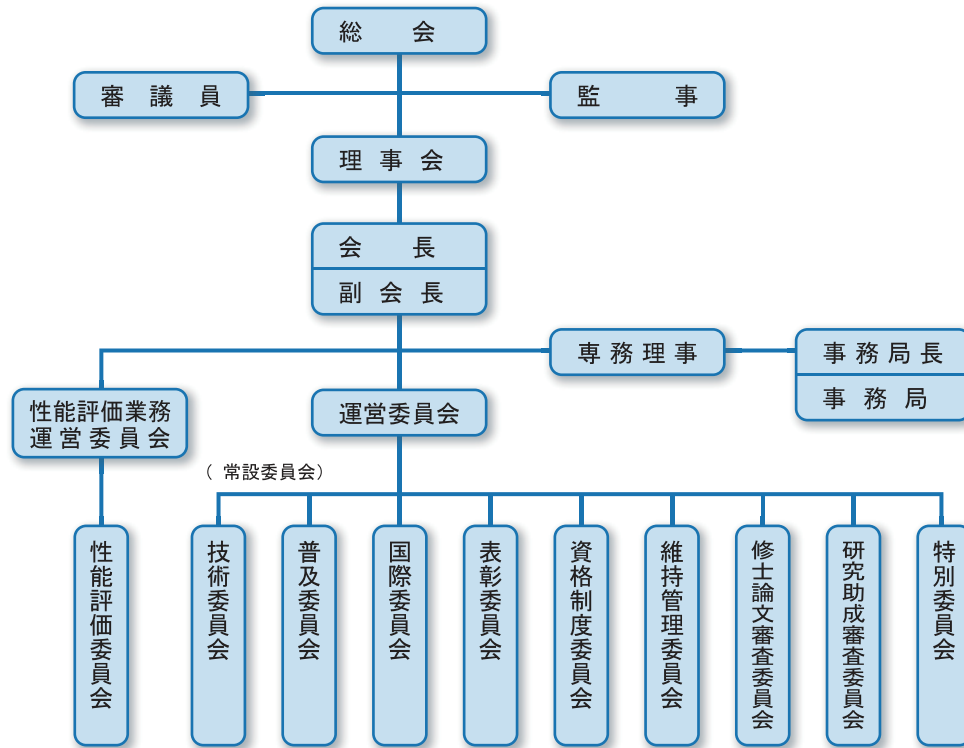 総会
審議員
監事
理事会
会長
副会長
専務理事
事務局長
事務局
性能評価業務
運営委員会
運営委員会
(常設委員会)
性能評価委員会
技術委員会
普及委員会
国際委員会
表彰委員会
資格制度委員会
維持管理委員会
修士論文審査委員会
研究助成審査委員会
特別委員会